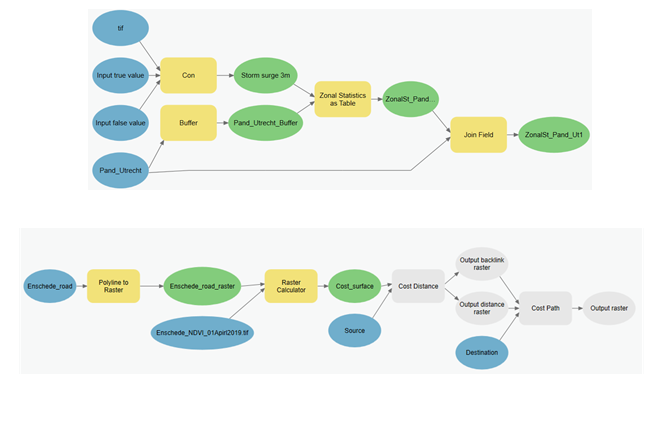 tif
Input true value
Con
Storm surge 3m
Zonal Statistics
as Table
ZonalSt_Pand...
Input false value
Buffer
Pand_Utrecht_Buffer
Join Field
ZonalSt_Pand_Ut1
Pand_Utrecht
Enschede_road
Polyline to
Raster
Enschede_road_raster
Raster
Calculator
Cost_surface
Cost Distance
Output backlink
raster
Output distance
raster
Cost Path
Output raster
Enschede_NDVI_01Apirl2019.tif
Source
Destination